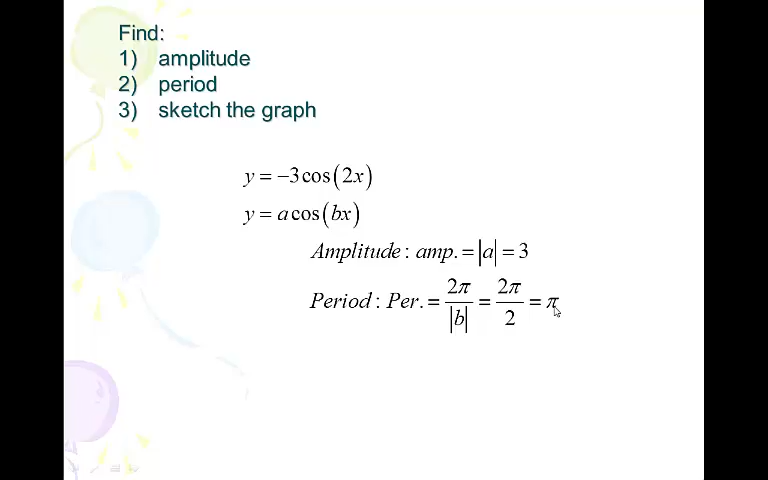 Find:
1) amplitude
2) period
3) sketch the graph
y = −3cos(2x)
y = a cos(bx)
Amplitude : amp. = |a| = 3
Period : Per. = 2π/|b| = 2π/2 = π